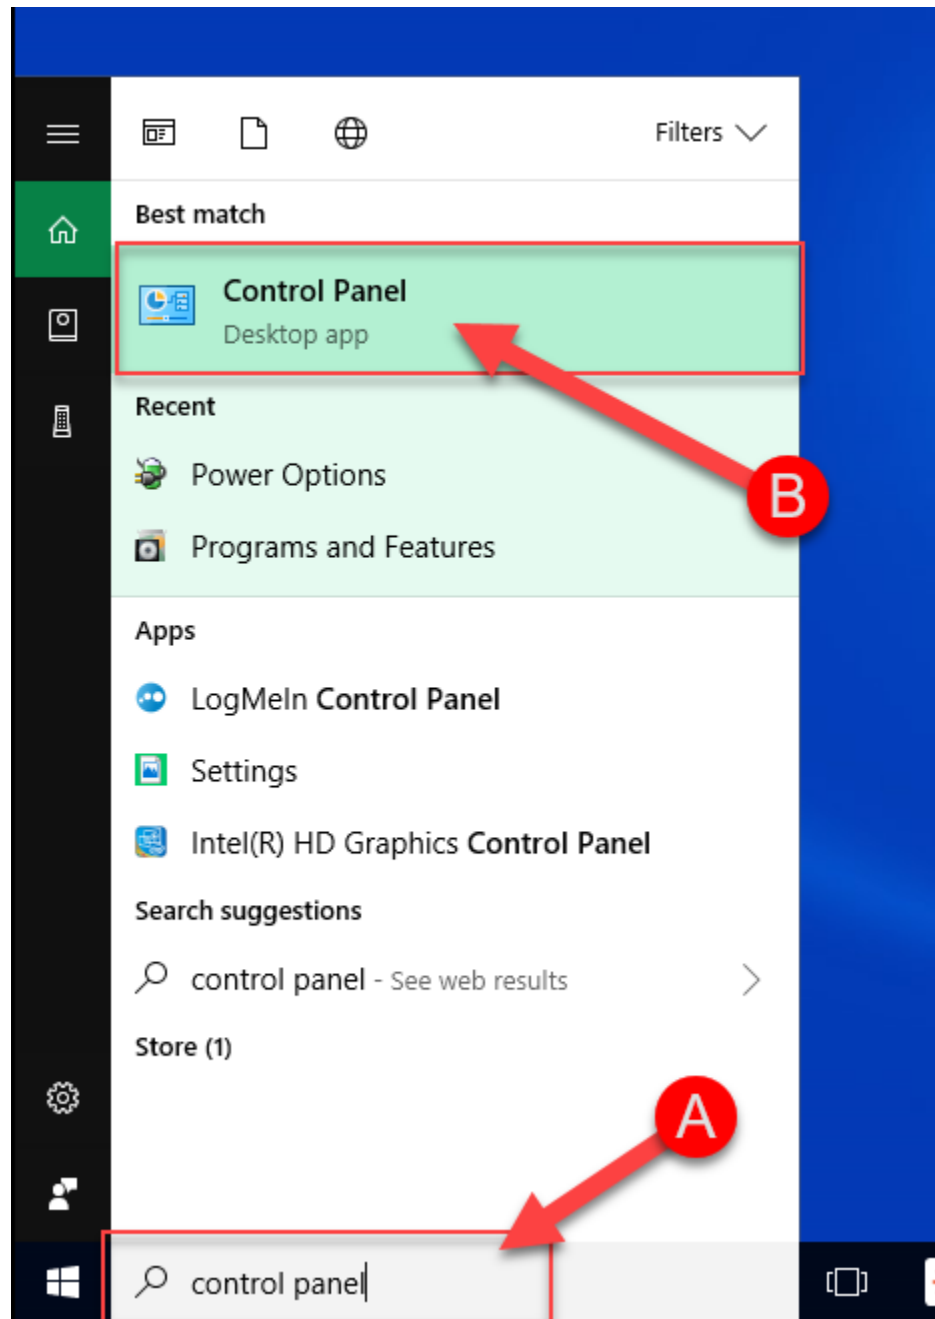 Filters
Best match
Control Panel
Desktop app
Recent
Power Options
B
Programs and Features
Apps
LogMeIn Control Panel
Settings
Intel(R) HD Graphics Control Panel
Search suggestions
control panel - See web results
Store (1)
A
control panel